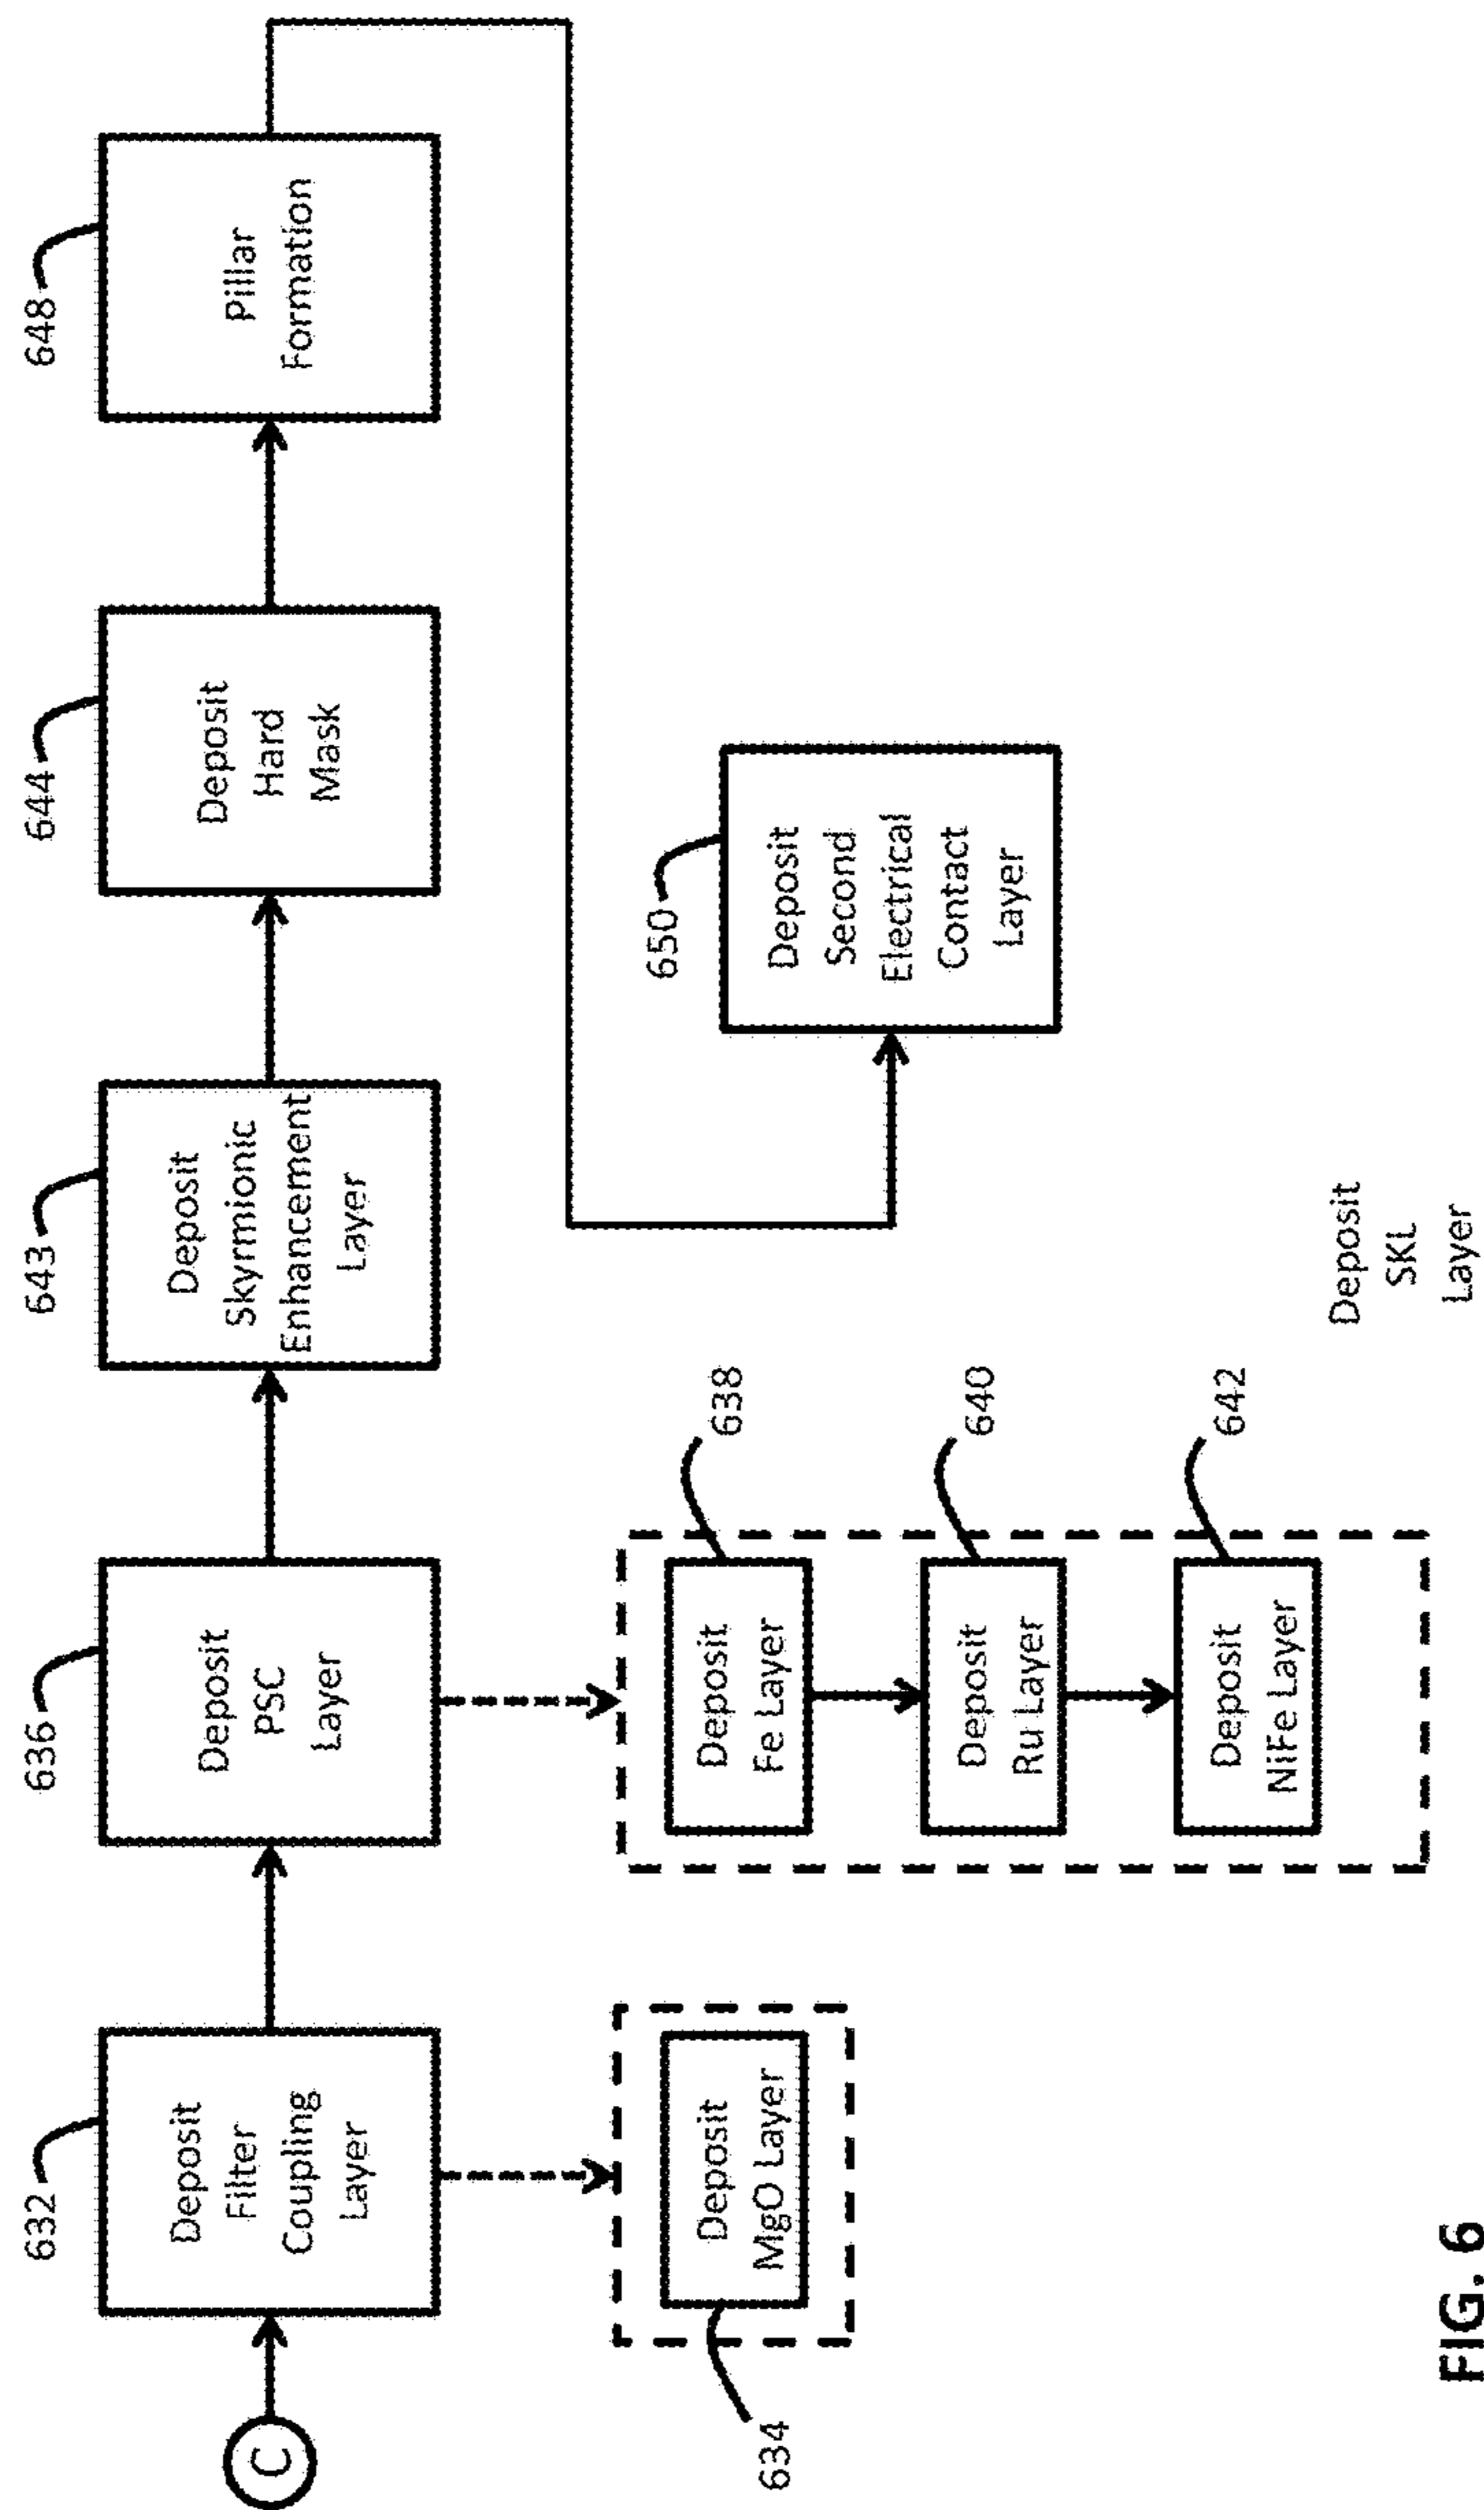 C
632
Deposit
Filter
Coupling
Layer
636
Deposit
PSC
Layer
643
Deposit
Skyrmionic
Enhancement
Layer
644
Deposit
Hard
Mask
648
Pillar
Formation
634
Deposit
MgO Layer
638
Deposit
Fe Layer
640
Deposit
Ru Layer
642
Deposit
NiFe Layer
650
Deposit
Second
Electrical
Contact
Layer
Deposit
SKL
Layer
FIG. 6